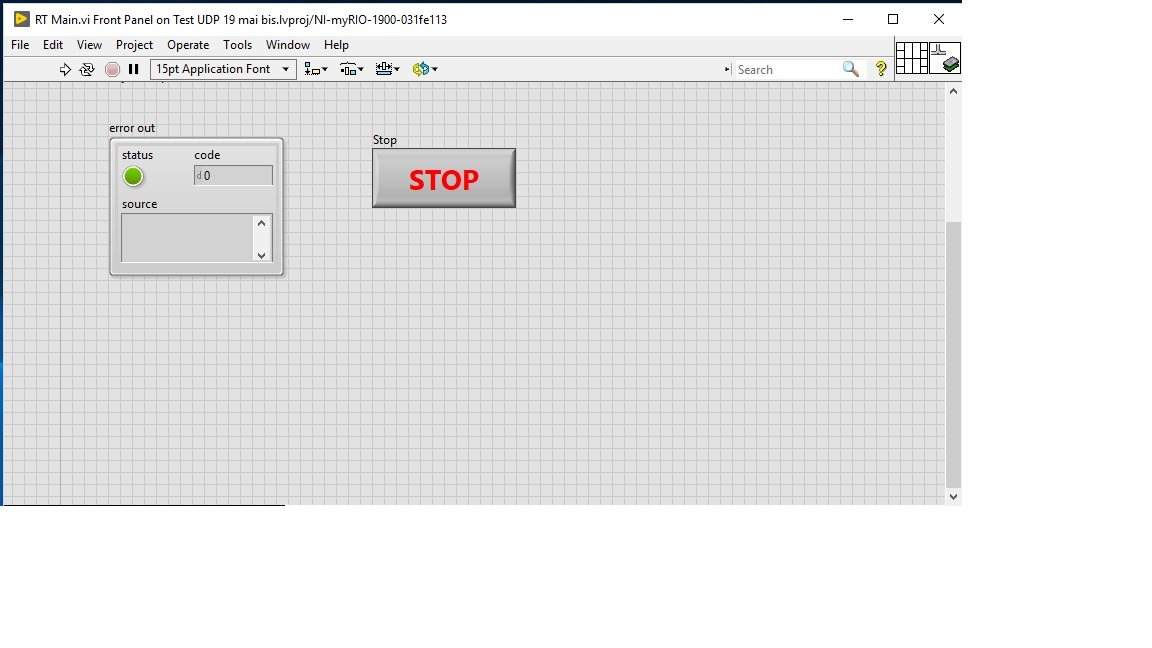 RT Main.vi Front Panel on Test UDP 19 mai bis.lvproj/NI-myRIO-1900-031fe113
File Edit View Project Operate Tools Window Help
15pt Application Font Search ?
error out
Stop
status code
d 0
STOP
source